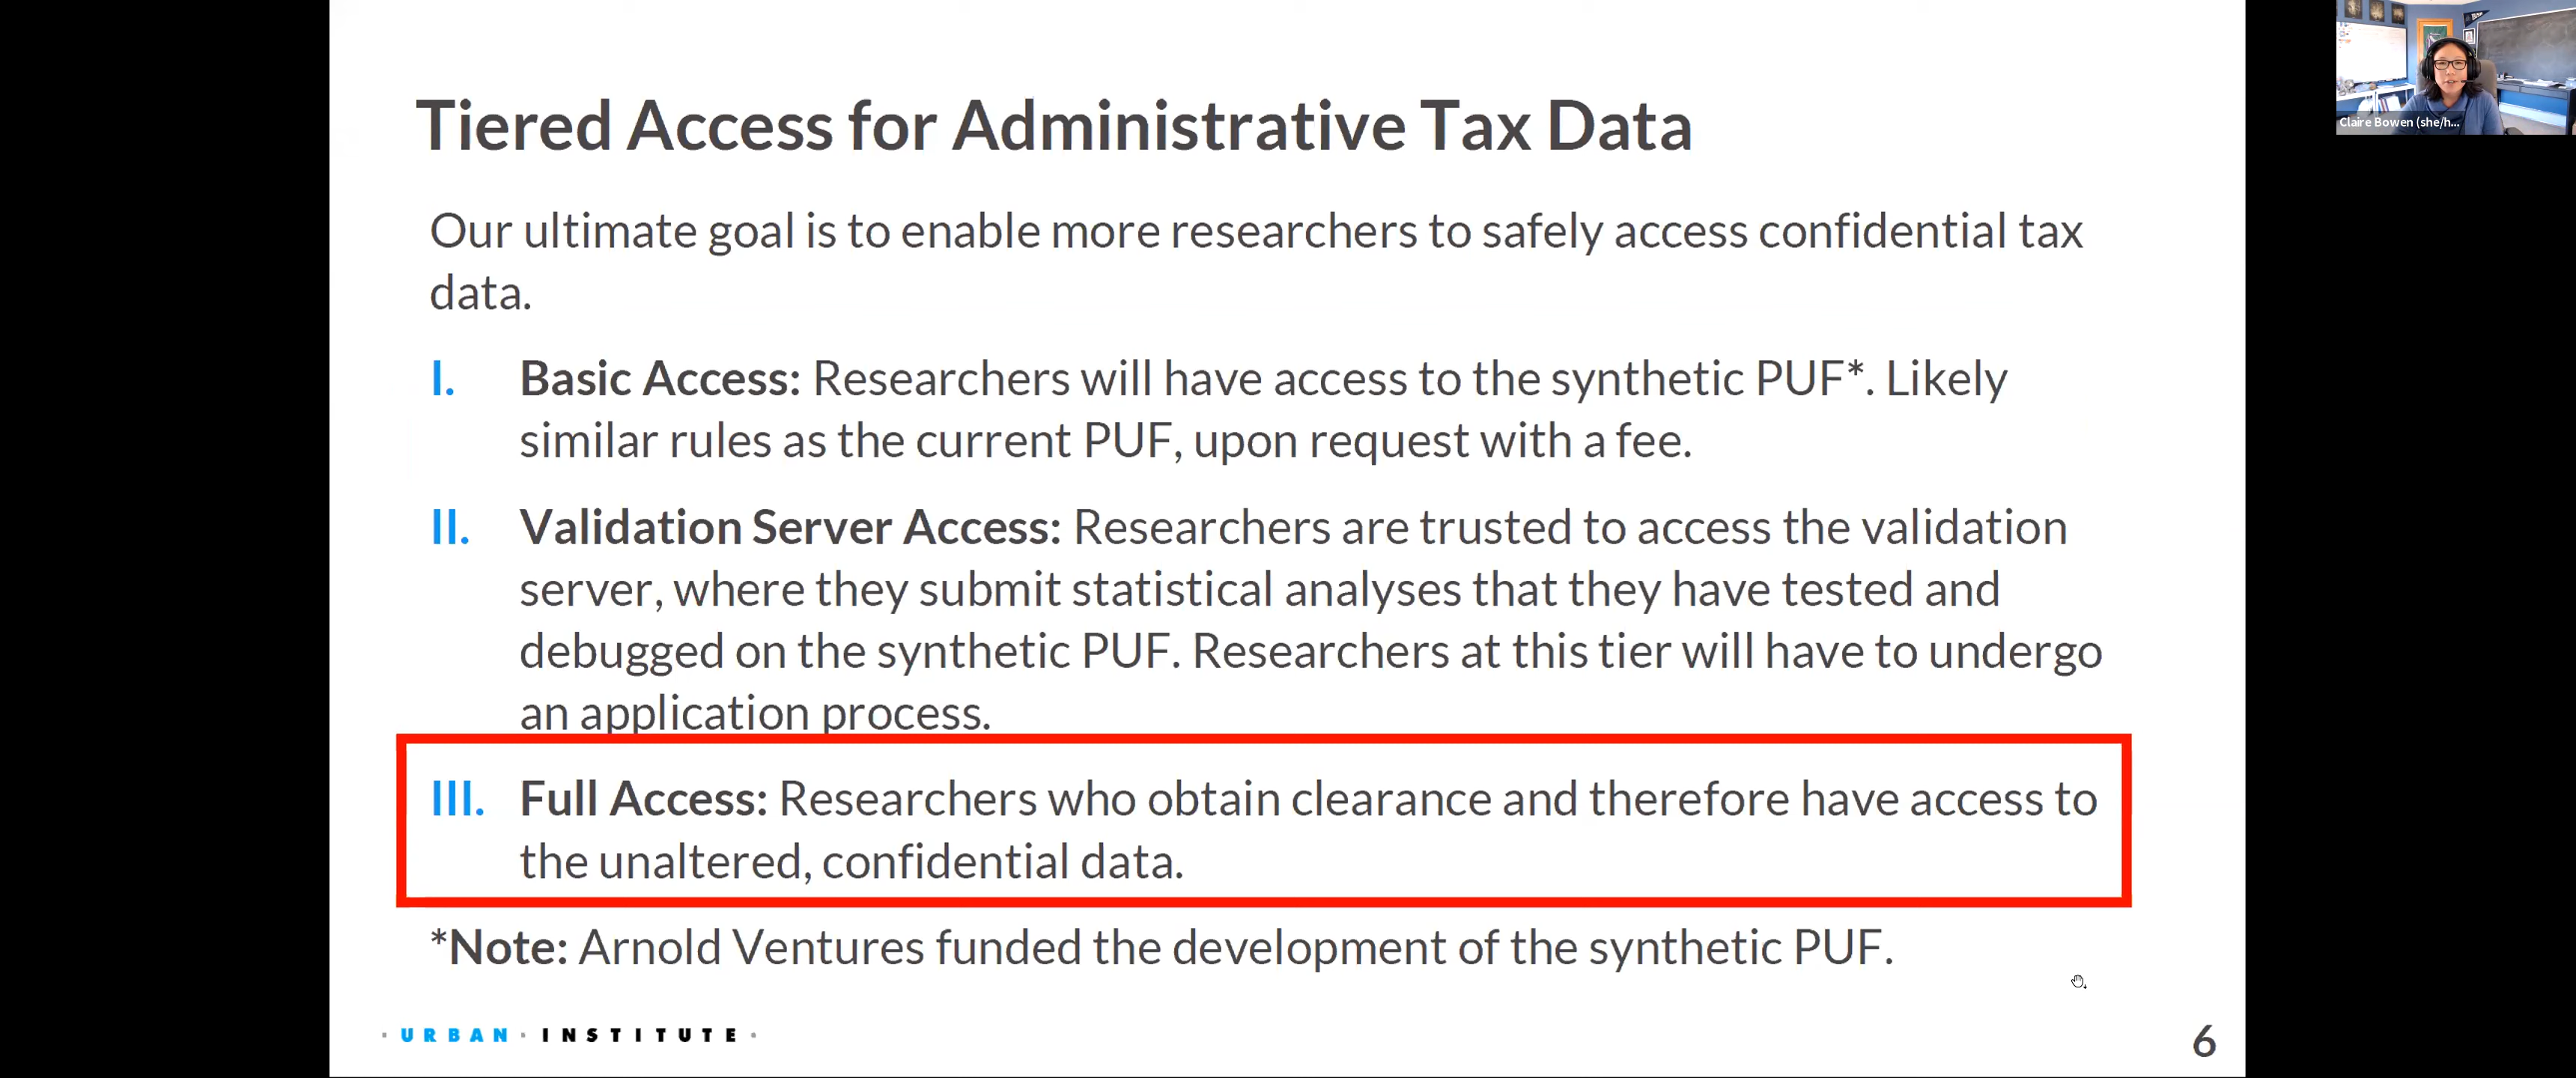 Tiered Access for Administrative Tax Data
Claire Bowen (she/h...
Our ultimate goal is to enable more researchers to safely access confidential tax
data.
I. Basic Access: Researchers will have access to the synthetic PUF*. Likely
similar rules as the current PUF, upon request with a fee.
II. Validation Server Access: Researchers are trusted to access the validation
server, where they submit statistical analyses that they have tested and
debugged on the synthetic PUF. Researchers at this tier will have to undergo
an application process.
III. Full Access: Researchers who obtain clearance and therefore have access to
the unaltered, confidential data.
*Note: Arnold Ventures funded the development of the synthetic PUF.
· URBAN · INSTITUTE ·
6